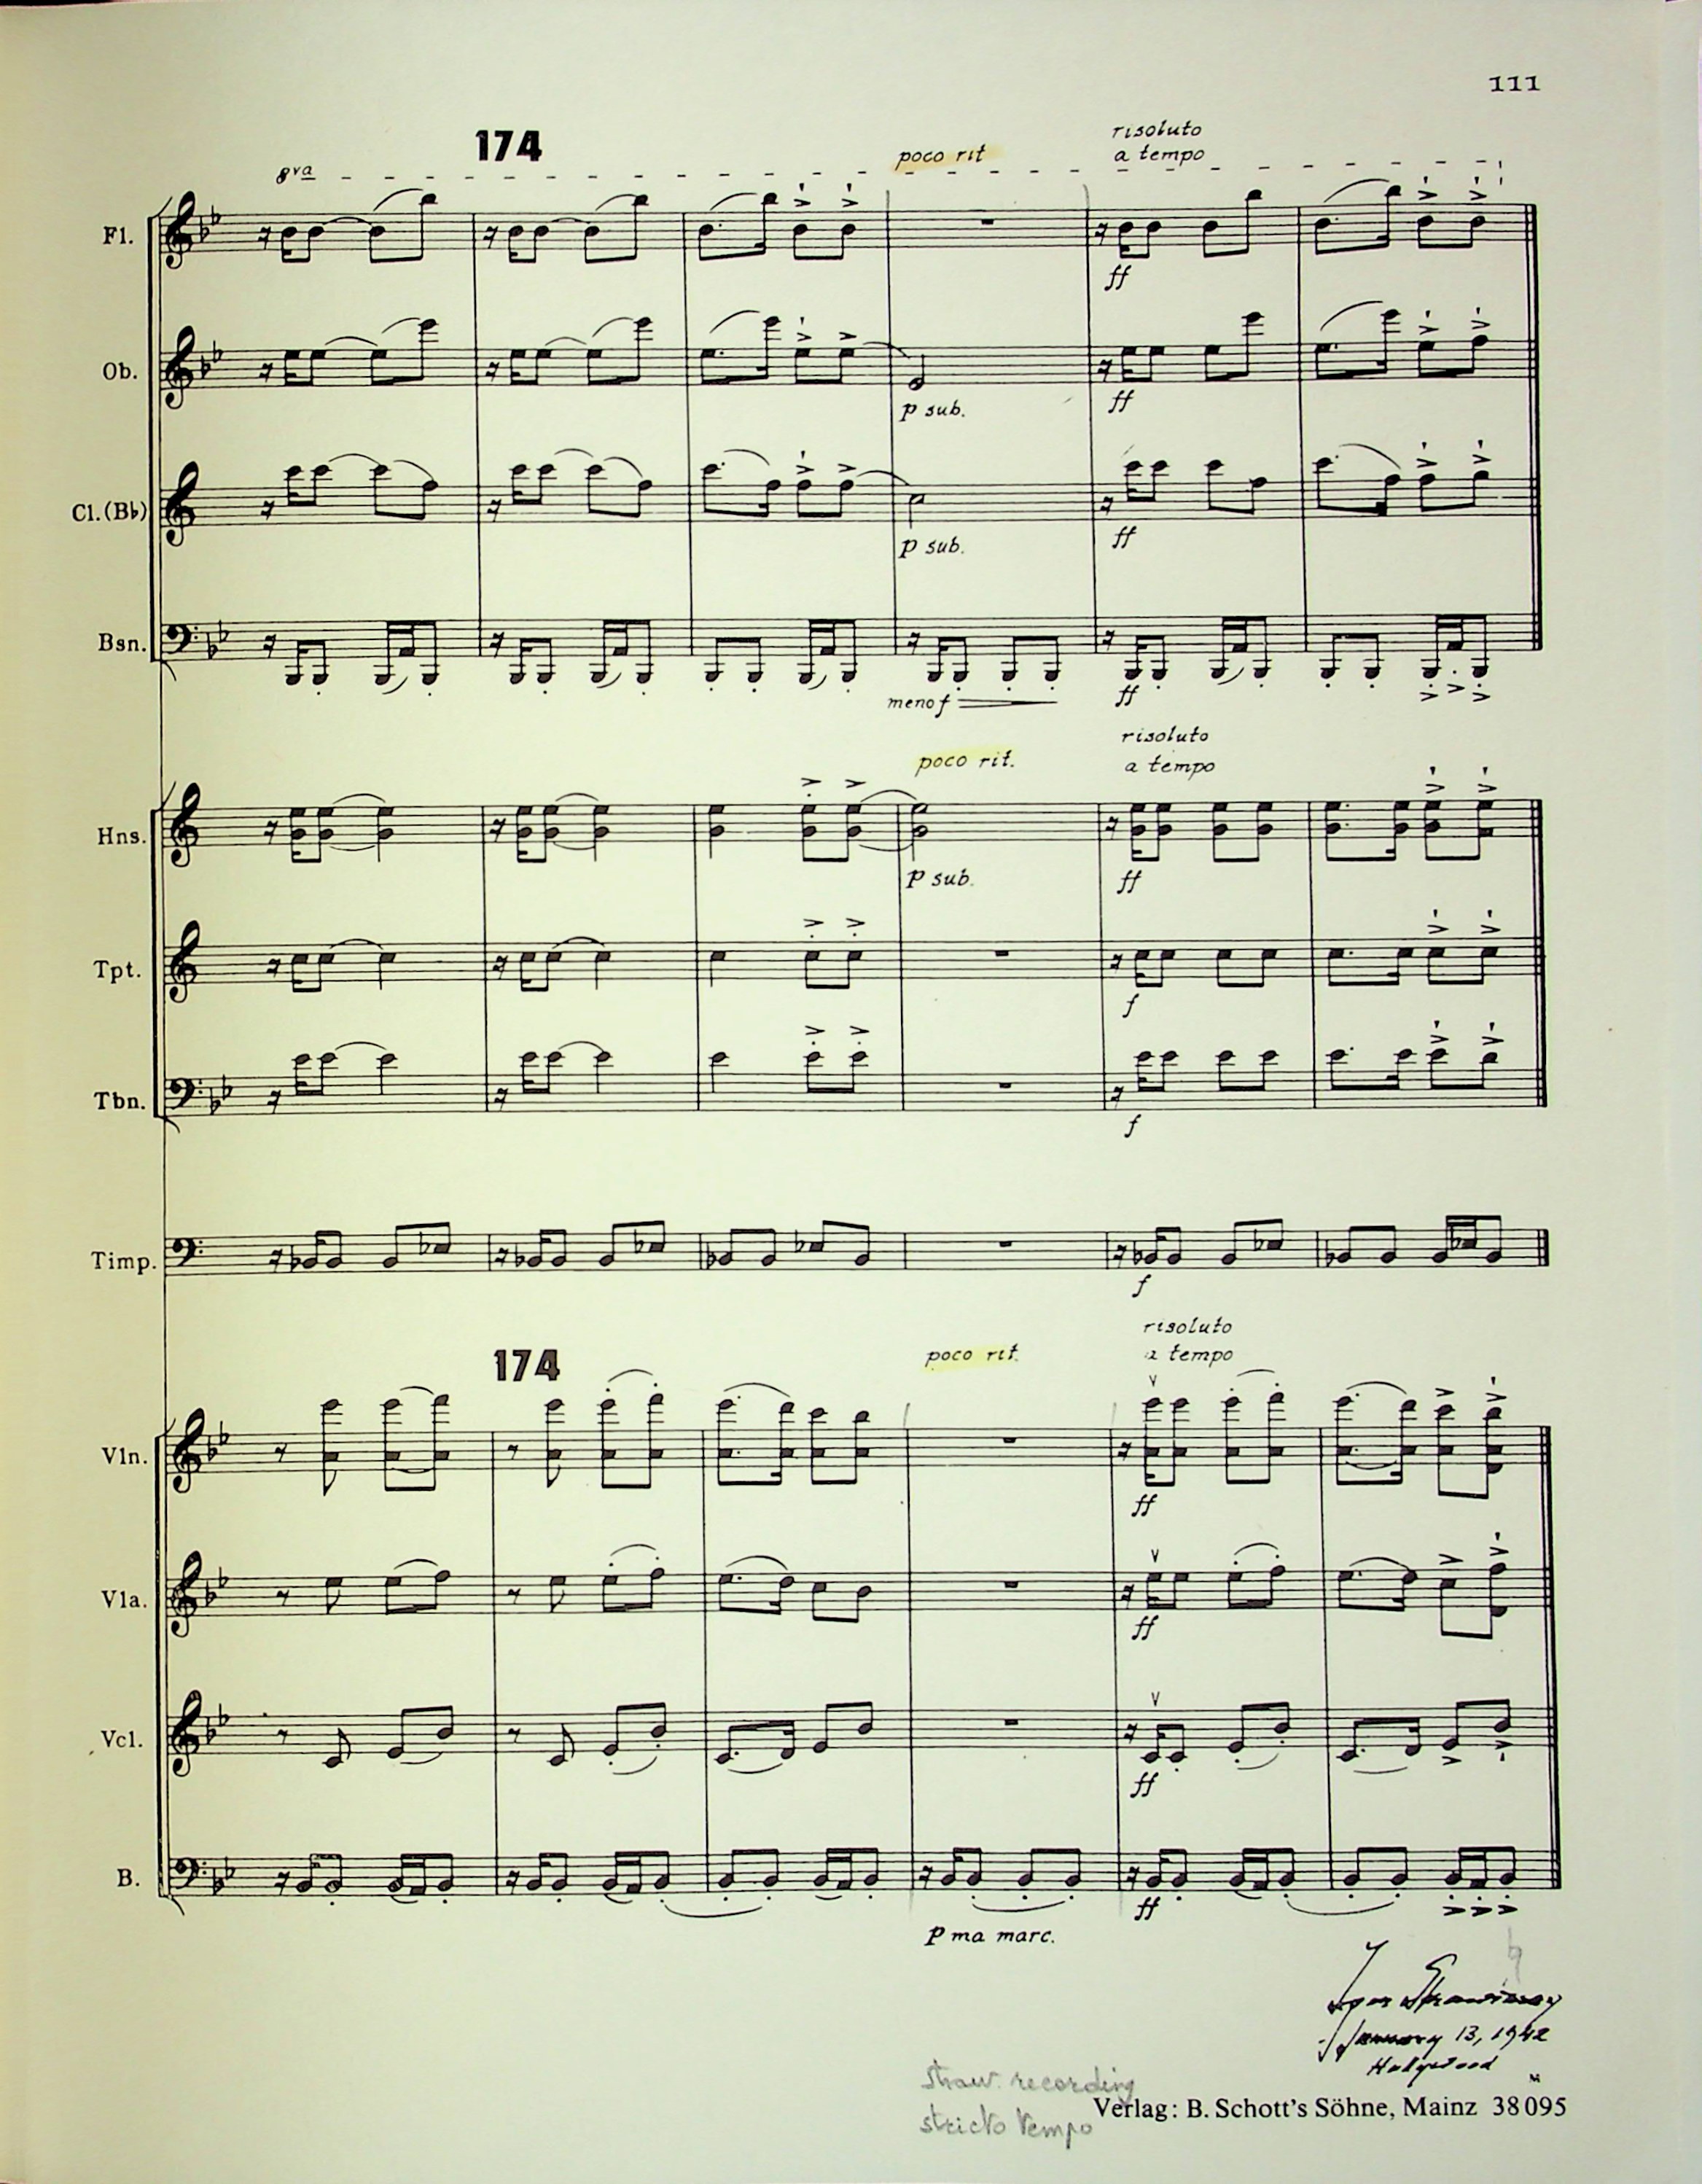 111
174
8va
poco rit
risoluto
a tempo
Fl.
ff
Ob.
p sub.
ff
Cl.(Bb)
p sub.
ff
Bsn.
meno f
ff
poco rit.
risoluto
a tempo
Hns.
p sub.
ff
Tpt.
f
Tbn.
f
Timp.
f
174
poco rit.
risoluto
a tempo
Vln.
ff
Vla.
ff
Vcl.
ff
B.
p ma marc.
ff
Igor Strawinsky
January 13, 1942
Hollywood
Straw. recording
stricto tempo
Verlag: B. Schott's Söhne, Mainz 38095